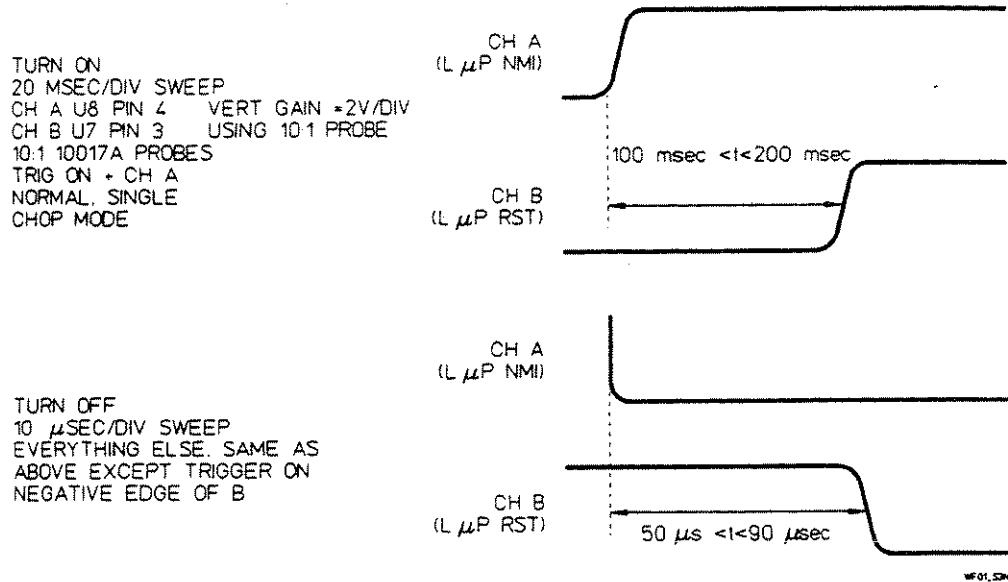 TURN ON
20 MSEC/DIV SWEEP
CH A U8 PIN 4 VERT GAIN =2V/DIV
CH B U7 PIN 3 USING 10:1 PROBE
10:1 10017A PROBES
TRIG ON + CH A
NORMAL, SINGLE
CHOP MODE
CH A
(L µP NMI)
100 msec <t<200 msec
CH B
(L µP RST)
TURN OFF
10 µSEC/DIV SWEEP
EVERYTHING ELSE, SAME AS
ABOVE EXCEPT TRIGGER ON
NEGATIVE EDGE OF B
CH A
(L µP NMI)
CH B
(L µP RST)
50 µs <t<90 µsec